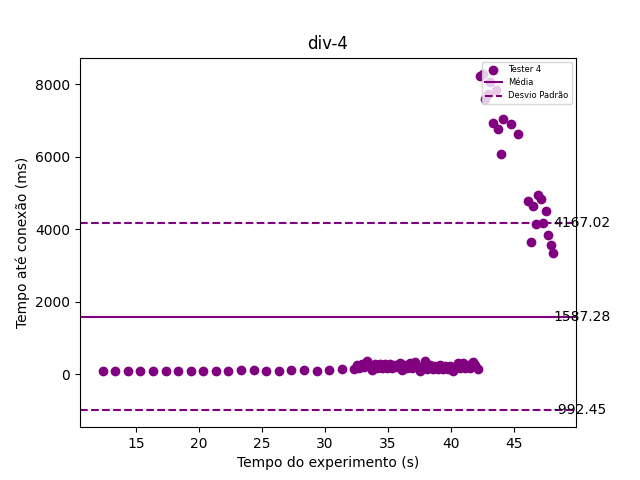 div-4
Tester 4
Média
Desvio Padrão
8000
6000
4000
2000
0
4167.02
1587.28
-992.45
15 20 25 30 35 40 45
Tempo até conexão (ms)
Tempo do experimento (s)